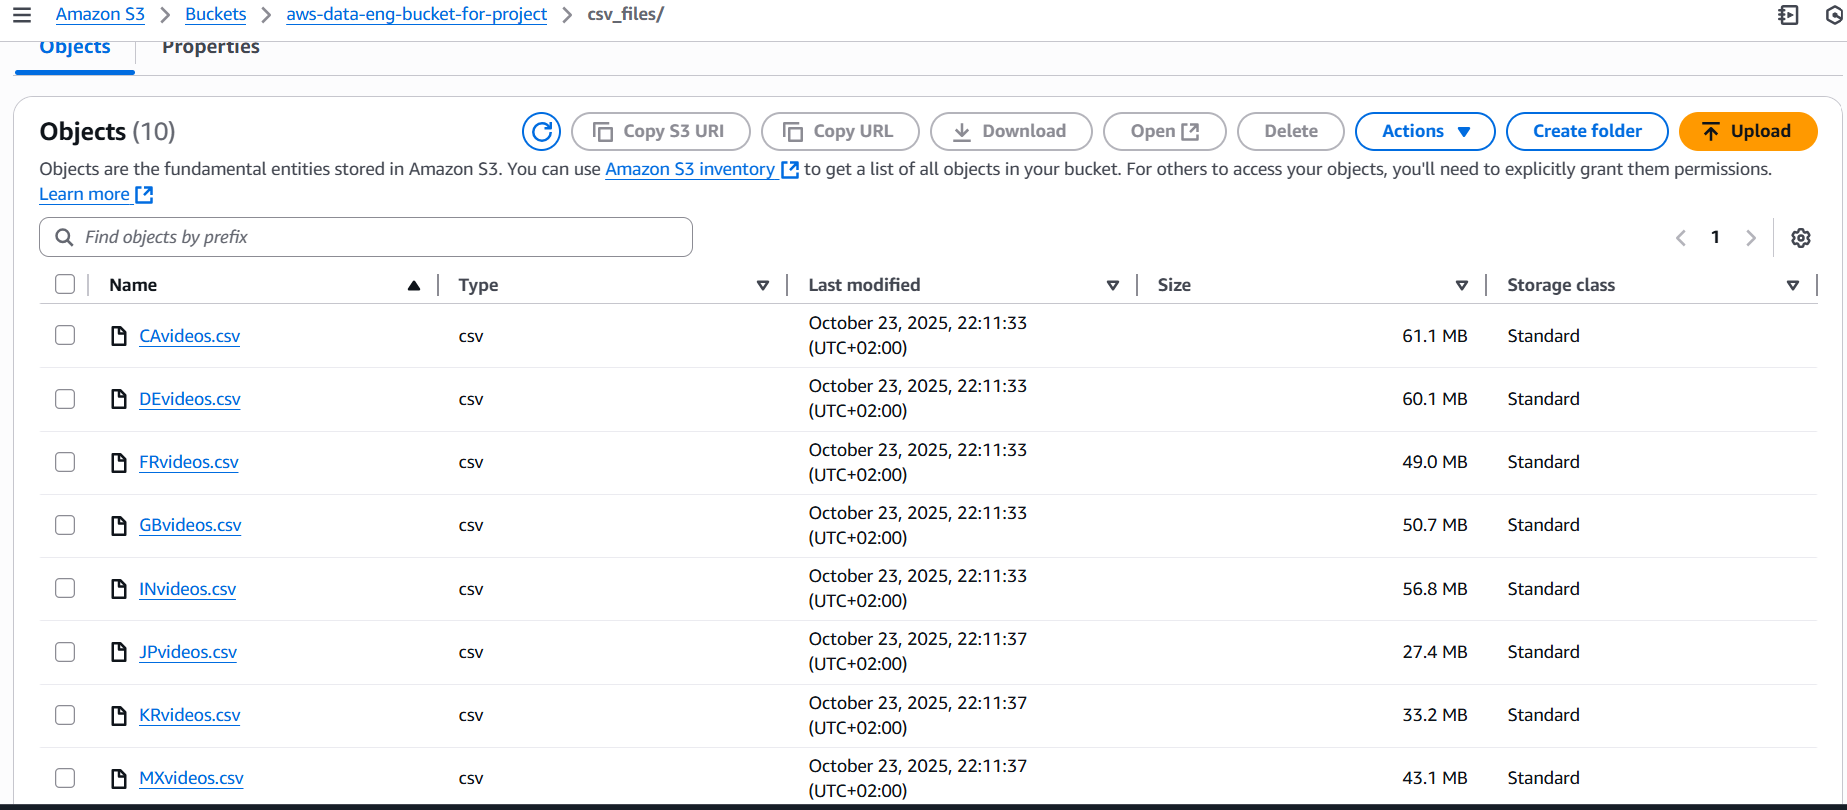 Amazon S3 > Buckets > aws-data-eng-bucket-for-project > csv_files/
Objects Properties
Objects (10) Copy S3 URI Copy URL Download Open Delete Actions Create folder Upload
Objects are the fundamental entities stored in Amazon S3. You can use Amazon S3 inventory to get a list of all objects in your bucket. For others to access your objects, you'll need to explicitly grant them permissions.
Learn more
Find objects by prefix 1
Name Type Last modified Size Storage class
CAvideos.csv csv October 23, 2025, 22:11:33 (UTC+02:00) 61.1 MB Standard
DEvideos.csv csv October 23, 2025, 22:11:33 (UTC+02:00) 60.1 MB Standard
FRvideos.csv csv October 23, 2025, 22:11:33 (UTC+02:00) 49.0 MB Standard
GBvideos.csv csv October 23, 2025, 22:11:33 (UTC+02:00) 50.7 MB Standard
INvideos.csv csv October 23, 2025, 22:11:33 (UTC+02:00) 56.8 MB Standard
JPvideos.csv csv October 23, 2025, 22:11:37 (UTC+02:00) 27.4 MB Standard
KRvideos.csv csv October 23, 2025, 22:11:37 (UTC+02:00) 33.2 MB Standard
MXvideos.csv csv October 23, 2025, 22:11:37 (UTC+02:00) 43.1 MB Standard